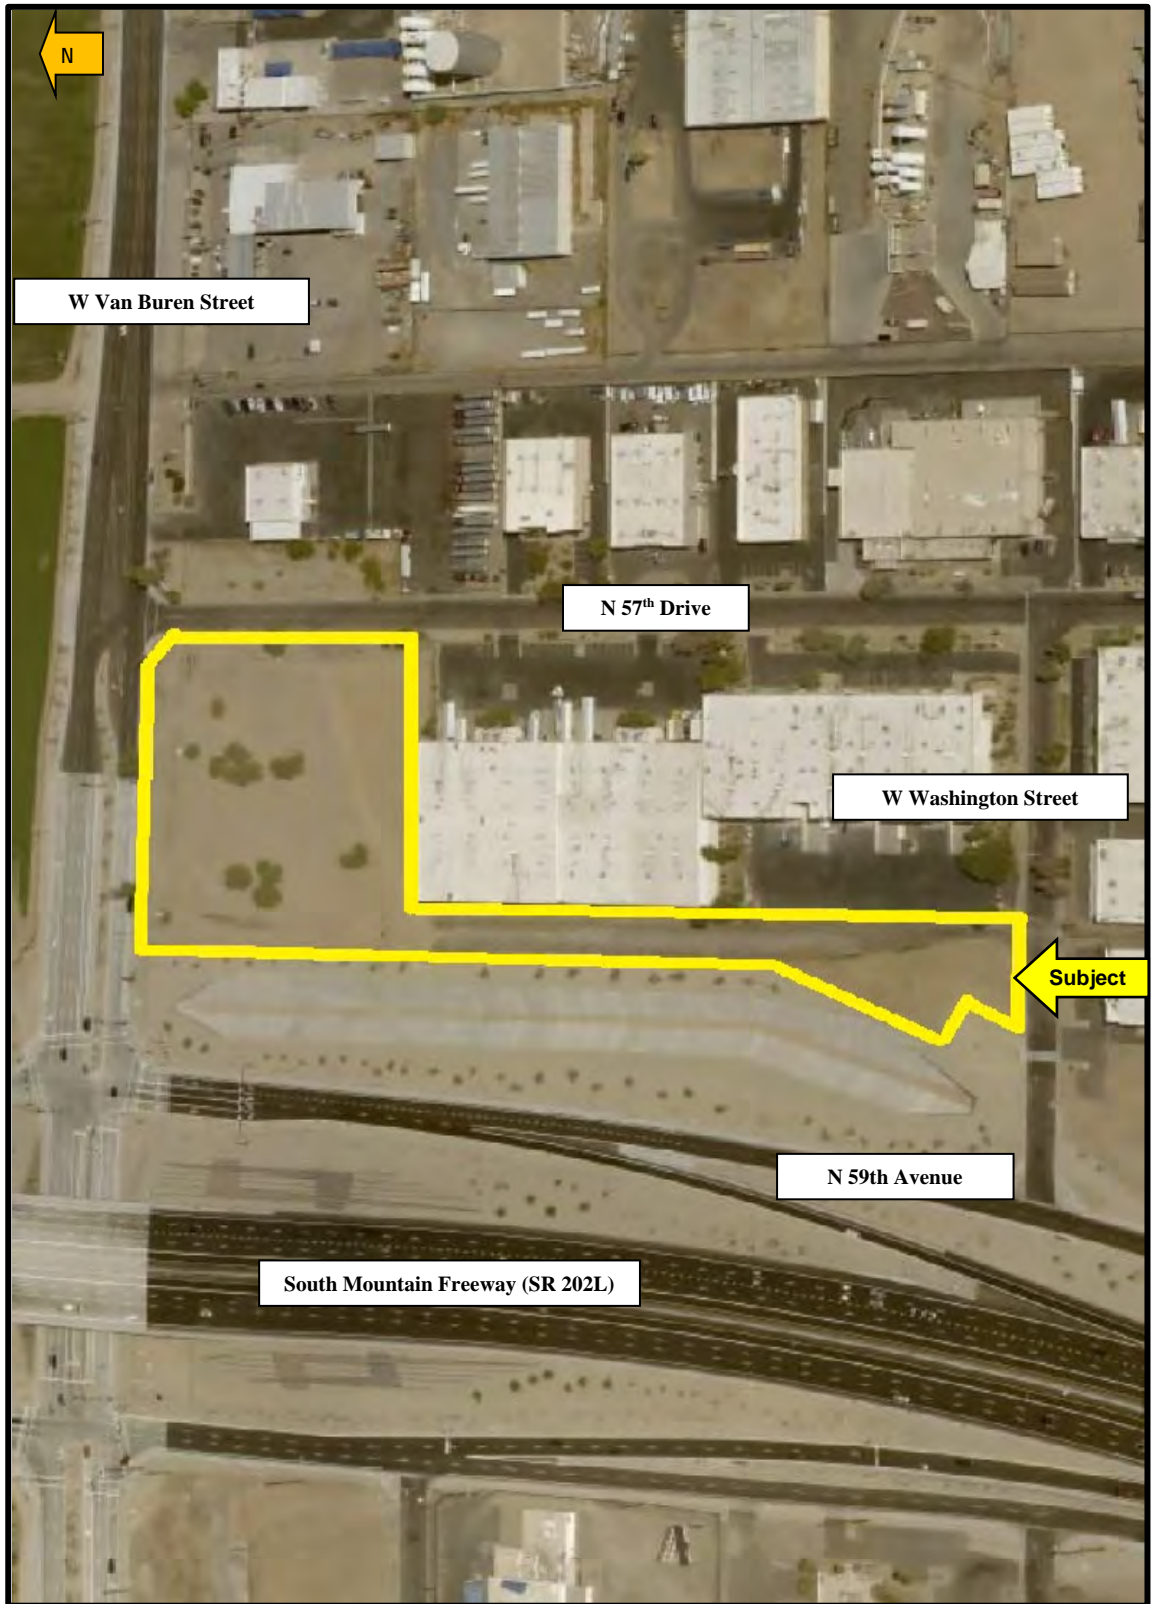 N
W Van Buren Street
N 57th Drive
W Washington Street
Subject
N 59th Avenue
South Mountain Freeway (SR 202L)